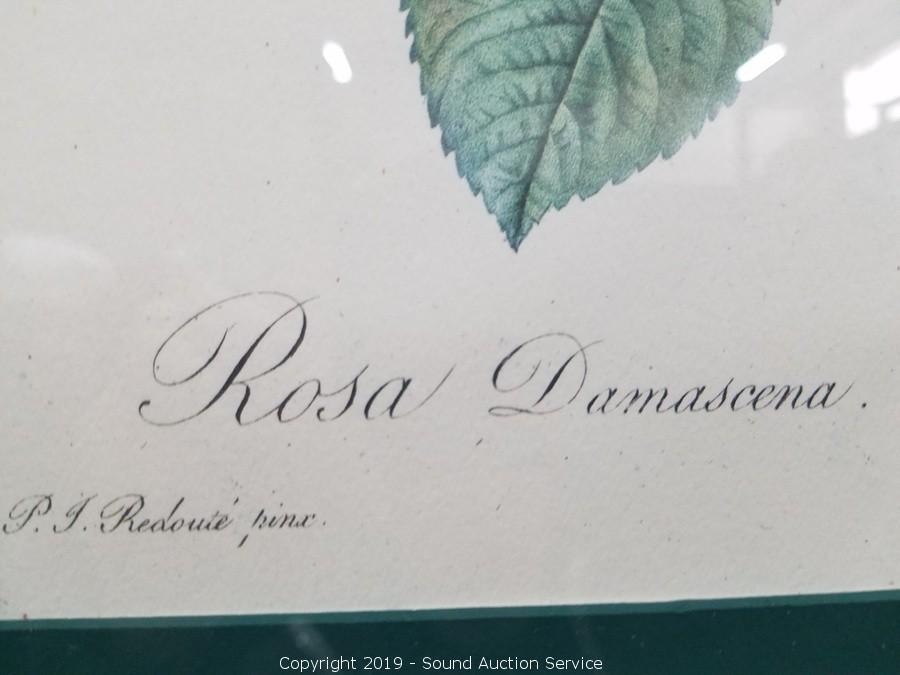 Rosa Damascena.
P. J. Redouté pinx.
Copyright 2019 - Sound Auction Service